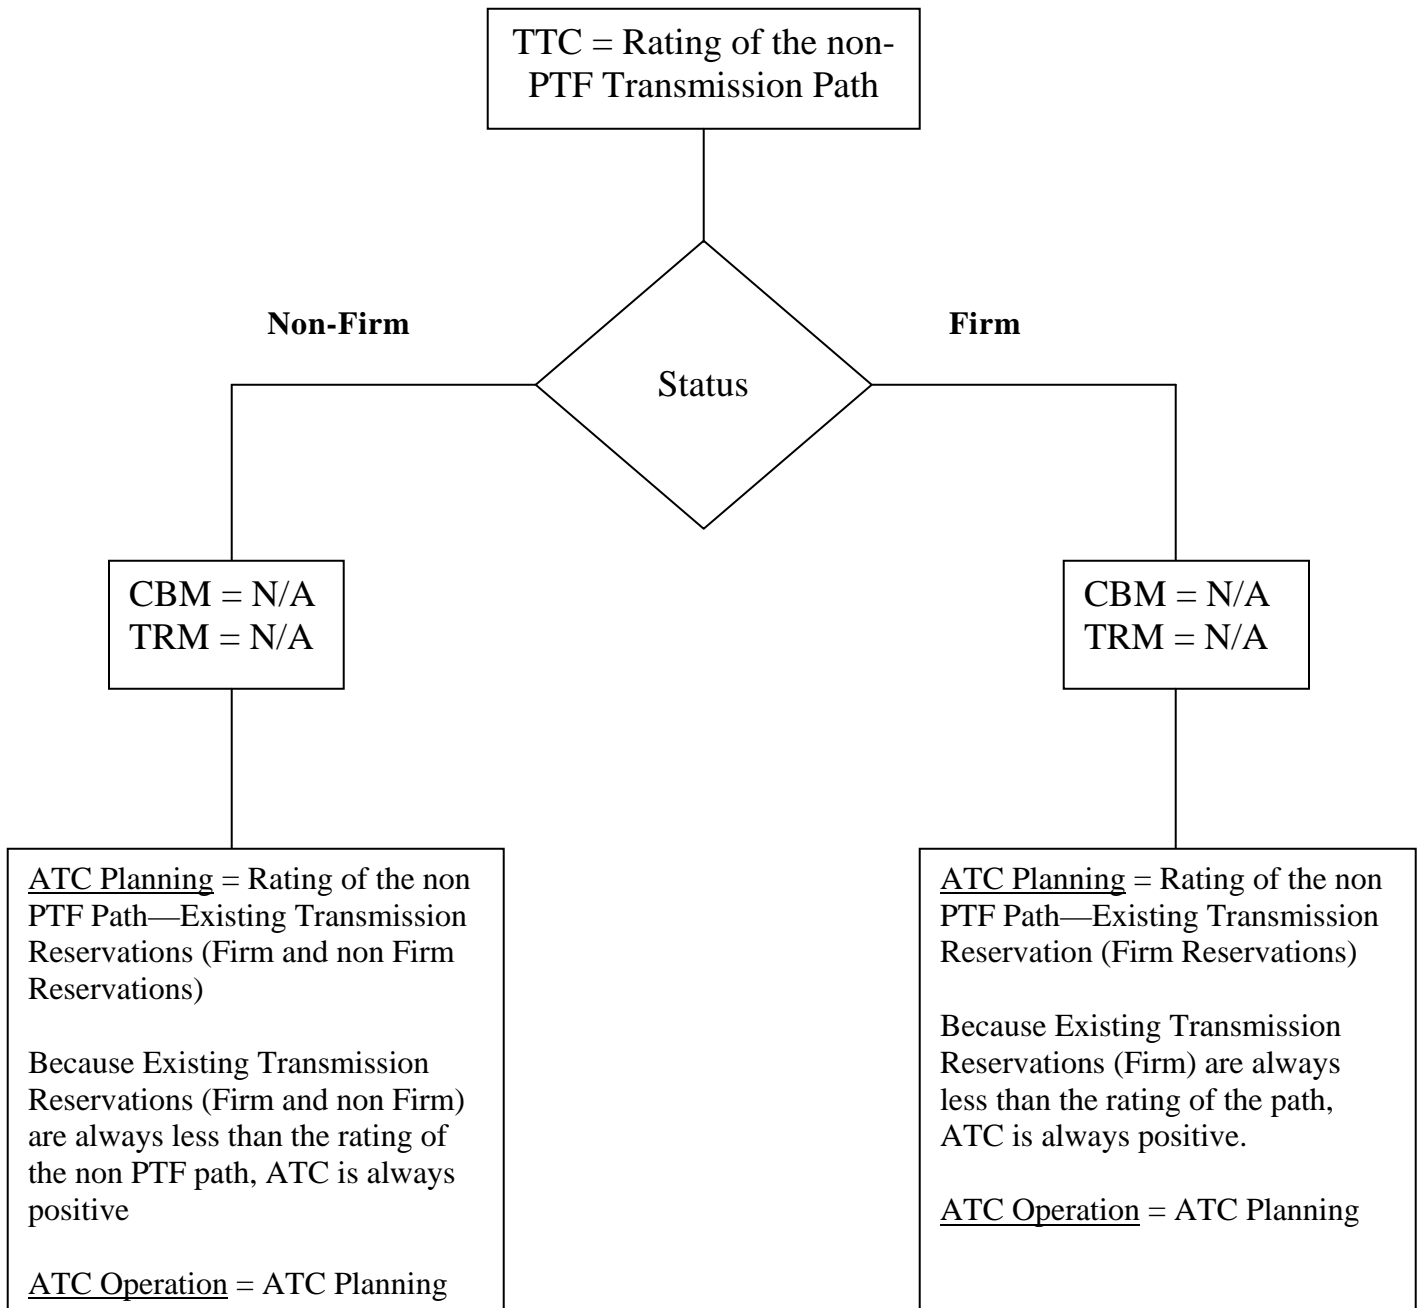 TTC = Rating of the non-
PTF Transmission Path
Non-Firm
Firm
Status
CBM = N/A
TRM = N/A
CBM = N/A
TRM = N/A
ATC Planning = Rating of the non
PTF Path—Existing Transmission
Reservations (Firm and non Firm
Reservations)
Because Existing Transmission
Reservations (Firm and non Firm)
are always less than the rating of
the non PTF path, ATC is always
positive
ATC Operation = ATC Planning
ATC Planning = Rating of the non
PTF Path—Existing Transmission
Reservation (Firm Reservations)
Because Existing Transmission
Reservations (Firm) are always
less than the rating of the path,
ATC is always positive.
ATC Operation = ATC Planning